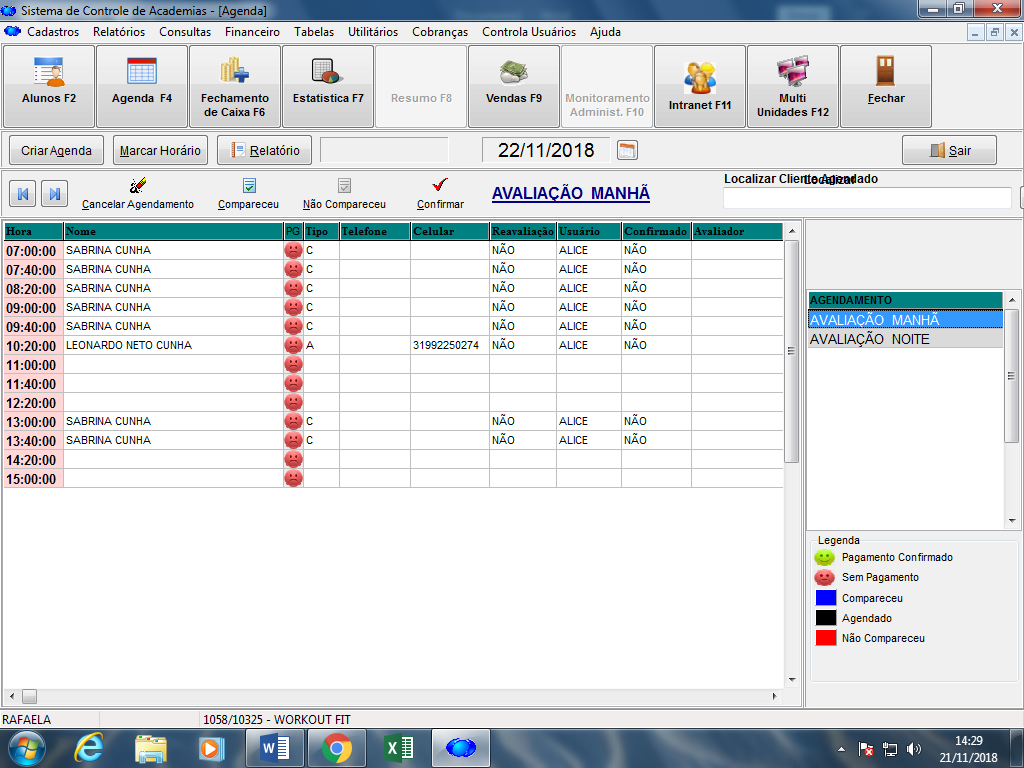 Sistema de Controle de Academias - [Agenda]
Cadastros Relatórios Consultas Financeiro Tabelas Utilitários Cobranças Controla Usuários Ajuda
Alunos F2
Agenda F4
Fechamento
de Caixa F6
Estatistica F7
Resumo F8
Vendas F9
Monitoramento
Administ. F10
Intranet F11
Multi
Unidades F12
Fechar
Criar Agenda Marcar Horário Relatório 22/11/2018 Sair
Cancelar Agendamento Compareceu Não Compareceu Confirmar AVALIAÇÃO MANHÃ
Localizar Cliente Agendado
Localizar
Hora Nome PG Tipo Telefone Celular Reavaliação Usuário Confirmado Avaliador
07:00:00 SABRINA CUNHA C NÃO ALICE NÃO
07:40:00 SABRINA CUNHA C NÃO ALICE NÃO
08:20:00 SABRINA CUNHA C NÃO ALICE NÃO
09:00:00 SABRINA CUNHA C NÃO ALICE NÃO
09:40:00 SABRINA CUNHA C NÃO ALICE NÃO
10:20:00 LEONARDO NETO CUNHA A 31992250274 NÃO ALICE NÃO
11:00:00
11:40:00
12:20:00
13:00:00 SABRINA CUNHA C NÃO ALICE NÃO
13:40:00 SABRINA CUNHA C NÃO ALICE NÃO
14:20:00
15:00:00
AGENDAMENTO
AVALIAÇÃO MANHÃ
AVALIAÇÃO NOITE
Legenda
Pagamento Confirmado
Sem Pagamento
Compareceu
Agendado
Não Compareceu
RAFAELA 1058/10325 - WORKOUT FIT
14:29
21/11/2018